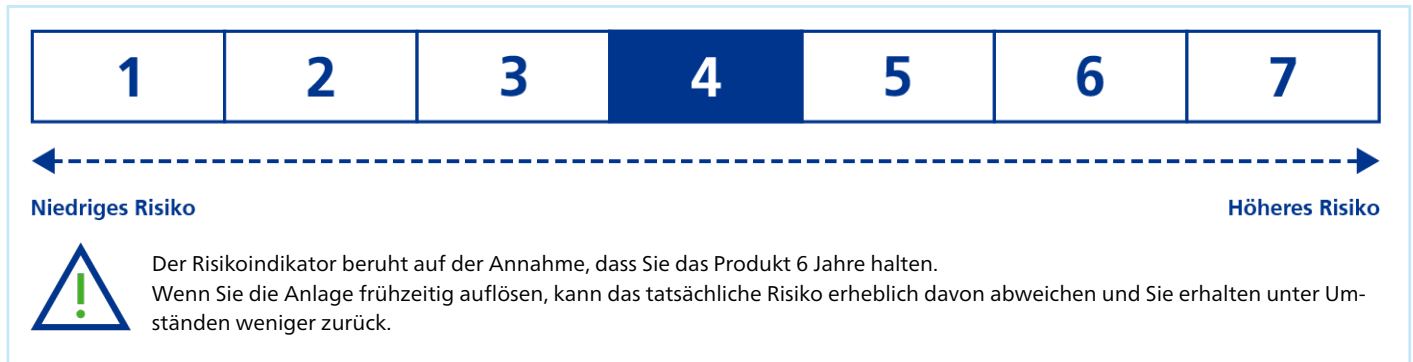 1 2 3 4 5 6 7
Niedriges Risiko Höheres Risiko
Der Risikoindikator beruht auf der Annahme, dass Sie das Produkt 6 Jahre halten.
Wenn Sie die Anlage frühzeitig auflösen, kann das tatsächliche Risiko erheblich davon abweichen und Sie erhalten unter Um-
ständen weniger zurück.